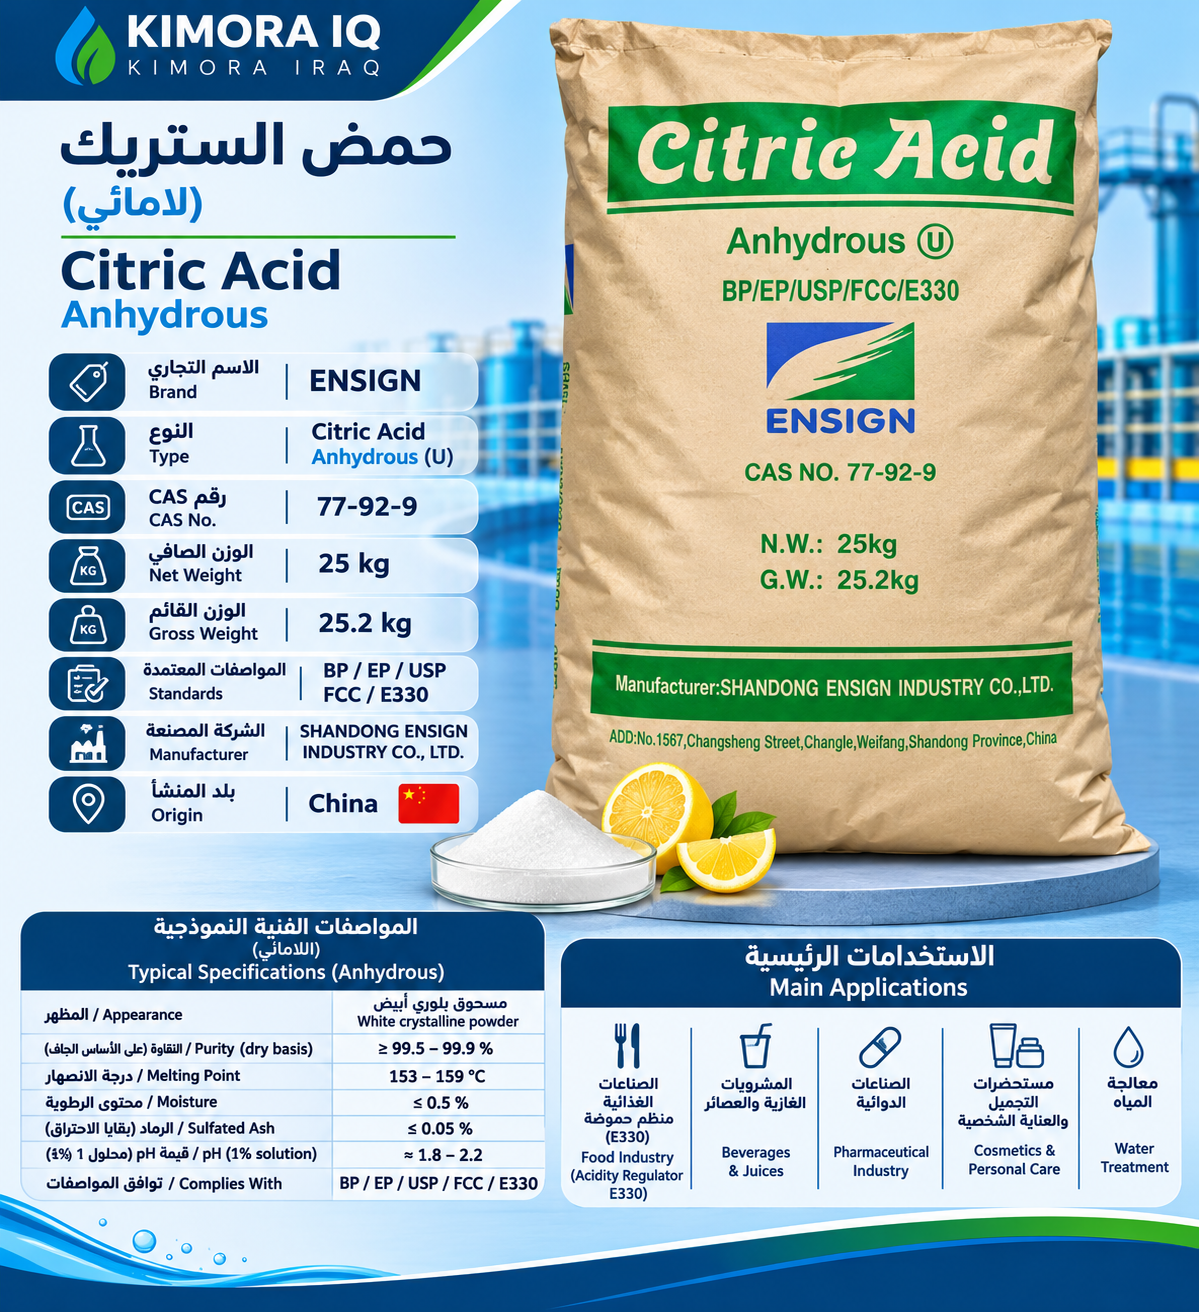 KIMORA IQ
KIMORA IRAQ
حمض الستريك
(لامائي)
Citric Acid
Anhydrous
الاسم التجاري
Brand
ENSIGN
النوع
Type
Citric Acid
Anhydrous (U)
CAS
رقم CAS
CAS No.
77-92-9
KG
الوزن الصافي
Net Weight
25 kg
KG
الوزن القائم
Gross Weight
25.2 kg
المواصفات المعتمدة
Standards
BP / EP / USP
FCC / E330
الشركة المصنعة
Manufacturer
SHANDONG ENSIGN
INDUSTRY CO., LTD.
بلد المنشأ
Origin
China
Citric Acid
Anhydrous U
BP/EP/USP/FCC/E330
ENSIGN
CAS NO. 77-92-9
N.W.: 25kg
G.W.: 25.2kg
Manufacturer:SHANDONG ENSIGN INDUSTRY CO.,LTD.
ADD:No.1567,Changsheng Street,Changle,Weifang,Shandong Province,China
المواصفات الفنية النموذجية
(اللامائي)
Typical Specifications (Anhydrous)
المظهر / Appearance
مسحوق بلوري أبيض
White crystalline powder
النقاوة (على الأساس الجاف) / Purity (dry basis)
≥ 99.5 – 99.9 %
درجة الانصهار / Melting Point
153 – 159 °C
محتوى الرطوبة / Moisture
≤ 0.5 %
الرماد (بقايا الاحتراق) / Sulfated Ash
≤ 0.05 %
قيمة pH (محلول 1%) / pH (1% solution)
≈ 1.8 – 2.2
توافق المواصفات / Complies With
BP / EP / USP / FCC / E330
الاستخدامات الرئيسية
Main Applications
الصناعات
الغذائية
منظم حموضة
(E330)
Food Industry
(Acidity Regulator
E330)
المشروبات
الغازية والعصائر
Beverages
& Juices
الصناعات
الدوائية
Pharmaceutical
Industry
مستحضرات
التجميل
والعناية الشخصية
Cosmetics &
Personal Care
معالجة
المياه
Water
Treatment